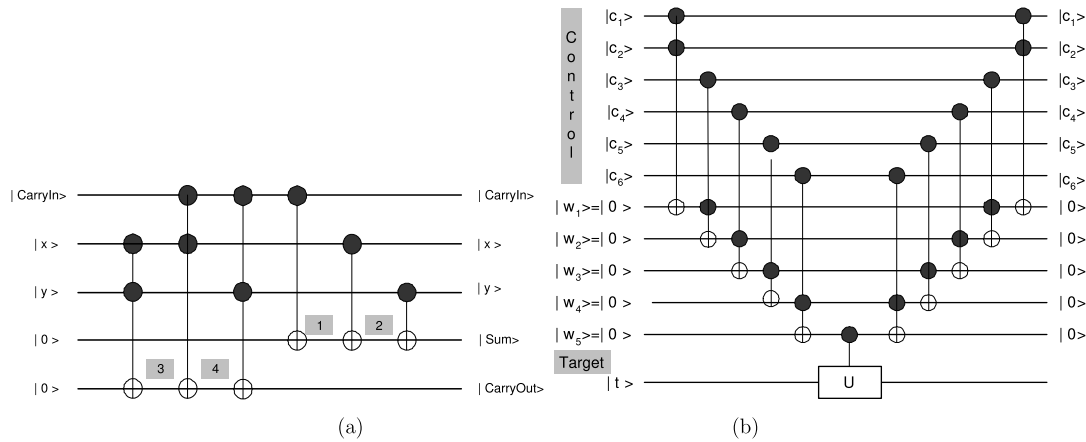 | CarryIn>
| CarryIn>
| x >
| x >
| y >
| y >
| 0 >
1
2
| Sum>
| 0 >
3
4
| CarryOut>
(a)
Control
|c1>
|c1>
|c2>
|c2>
|c3>
|c3>
|c4>
|c4>
|c5>
|c5>
|c6>
|c6>
| w1>=| 0 >
| 0>
| w2>=| 0 >
| 0>
| w3>=| 0 >
| 0>
| w4>=| 0 >
| 0>
| w5>=| 0 >
| 0>
Target
| t >
U
(b)